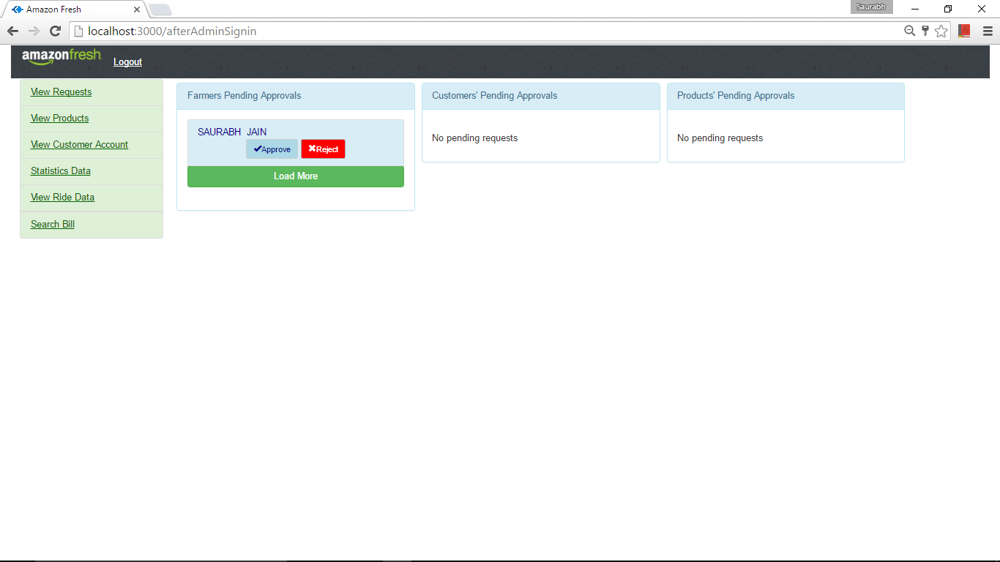 Amazon Fresh
Saurabh
localhost:3000/afterAdminSignin
amazonfresh
Logout
View Requests
View Products
View Customer Account
Statistics Data
View Ride Data
Search Bill
Farmers Pending Approvals
SAURABH JAIN
Approve Reject
Load More
Customers' Pending Approvals
No pending requests
Products' Pending Approvals
No pending requests